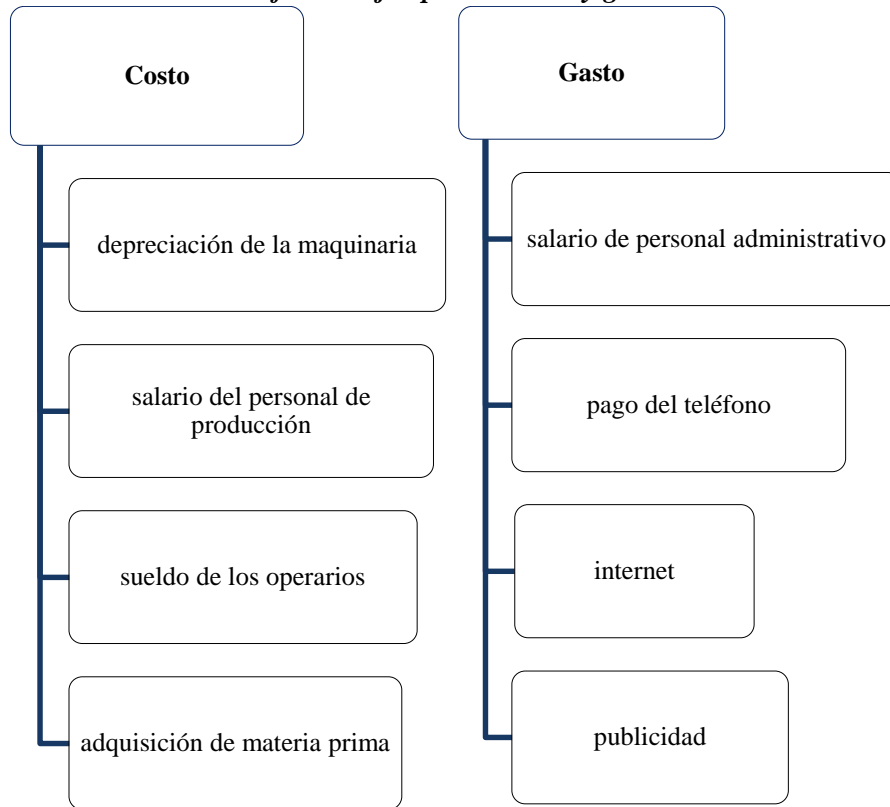 Costo
depreciación de la maquinaria
salario del personal de
producción
sueldo de los operarios
adquisición de materia prima
Gasto
salario de personal administrativo
pago del teléfono
internet
publicidad